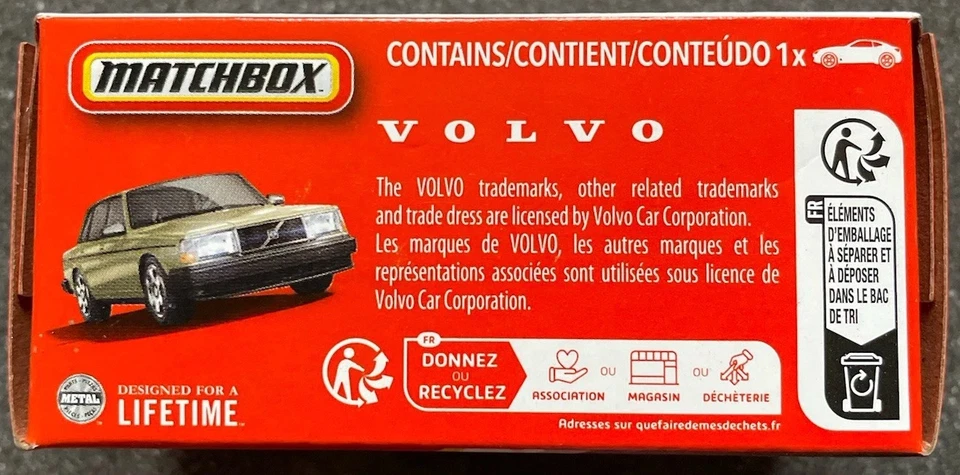 MATCHBOX
CONTAINS/CONTIENT/CONTEÚDO 1x
VOLVO
The VOLVO trademarks, other related trademarks
and trade dress are licensed by Volvo Car Corporation.
Les marques de VOLVO, les autres marques et les
représentations associées sont utilisées sous licence de
Volvo Car Corporation.
FR
ÉLÉMENTS
D'EMBALLAGE
À SÉPARER ET
À DÉPOSER
DANS LE BAC
DE TRI
METAL
DESIGNED FOR A
LIFETIME™
FR
DONNEZ
OU
RECYCLEZ
ASSOCIATION
OU
MAGASIN
OU
DÉCHÈTERIE
Adresses sur quefairedemesdechets.fr